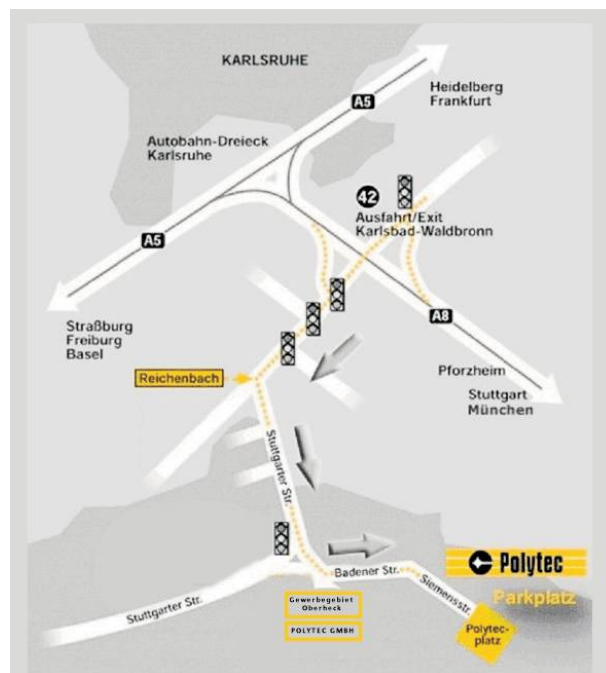 KARLSRUHE
A5
Heidelberg
Frankfurt
Autobahn-Dreieck
Karlsruhe
42
Ausfahrt/Exit
Karlsbad-Waldbronn
A5
Straßburg
Freiburg
Basel
A8
Pforzheim
Stuttgart
München
Reichenbach
Stuttgarter Str.
Polytec
Badener Str.
Siemensstr.
Parkplatz
Stuttgarter Str.
Gewerbegebiet
Oberheck
POLYTEC GMBH
Polytec-
platz